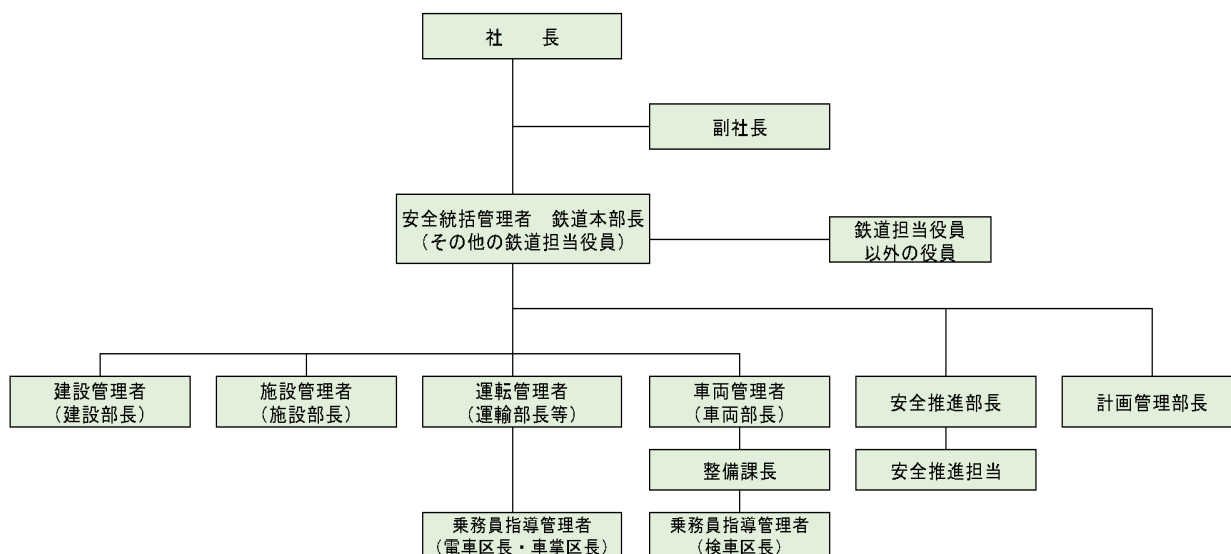 社　　長
副社長
安全統括管理者　鉄道本部長
（その他の鉄道担当役員）
鉄道担当役員
以外の役員
建設管理者
（建設部長）
施設管理者
（施設部長）
運転管理者
（運輸部長等）
車両管理者
（車両部長）
安全推進部長
計画管理部長
整備課長
安全推進担当
乗務員指導管理者
（電車区長・車掌区長）
乗務員指導管理者
（検車区長）